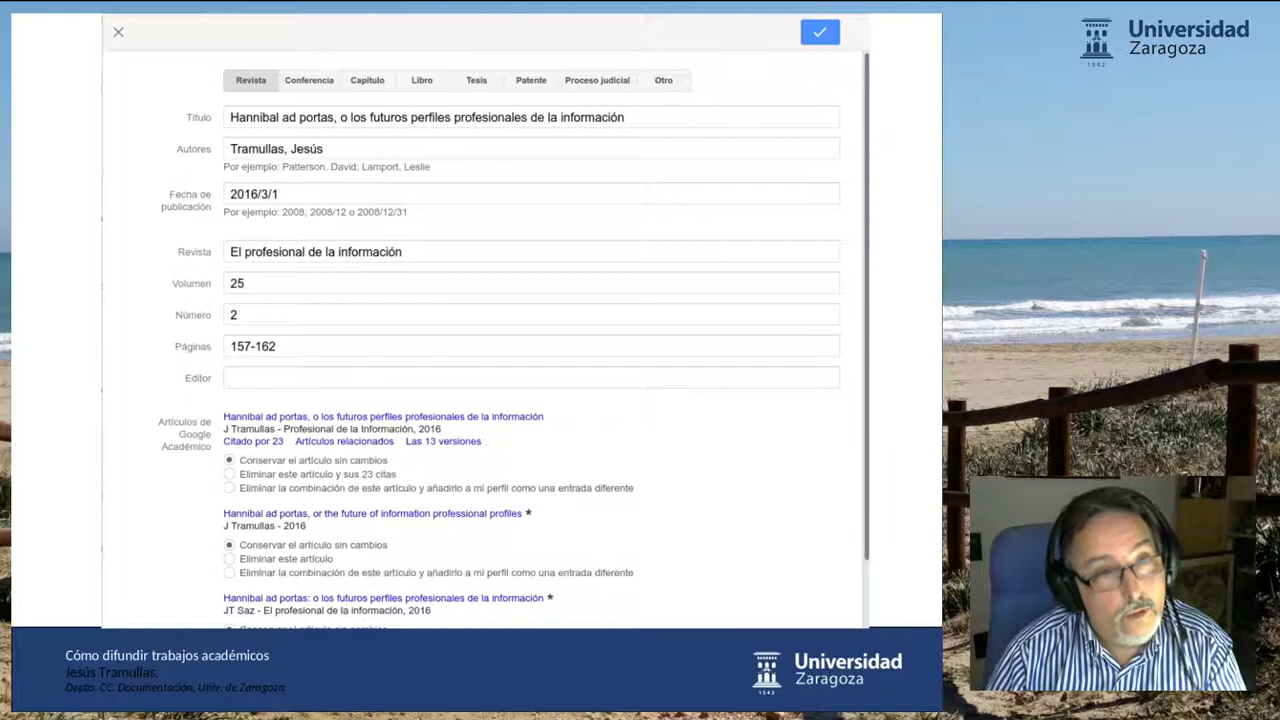 Universidad
Zaragoza
1542
Revista Conferencia Capítulo Libro Tesis Patente Proceso judicial Otro
Título Hannibal ad portas, o los futuros perfiles profesionales de la información
Autores Tramullas, Jesús
Por ejemplo: Patterson, David; Lamport, Leslie
Fecha de publicación 2016/3/1
Por ejemplo: 2008, 2008/12 o 2008/12/31
Revista El profesional de la información
Volumen 25
Número 2
Páginas 157-162
Editor
Artículos de Google Académico
Hannibal ad portas, o los futuros perfiles profesionales de la información
J Tramullas - Profesional de la Información, 2016
Citado por 23 Artículos relacionados Las 13 versiones
Conservar el artículo sin cambios
Eliminar este artículo y sus 23 citas
Eliminar la combinación de este artículo y añadirlo a mi perfil como una entrada diferente
Hannibal ad portas, or the future of information professional profiles *
J Tramullas - 2016
Conservar el artículo sin cambios
Eliminar este artículo
Eliminar la combinación de este artículo y añadirlo a mi perfil como una entrada diferente
Hannibal ad portas: o los futuros perfiles profesionales de la información *
JT Saz - El profesional de la información, 2016
Cómo difundir trabajos académicos
Jesús Tramullas.
Depto. CC. Documentación, Univ. de Zaragoza
Universidad
Zaragoza
1542